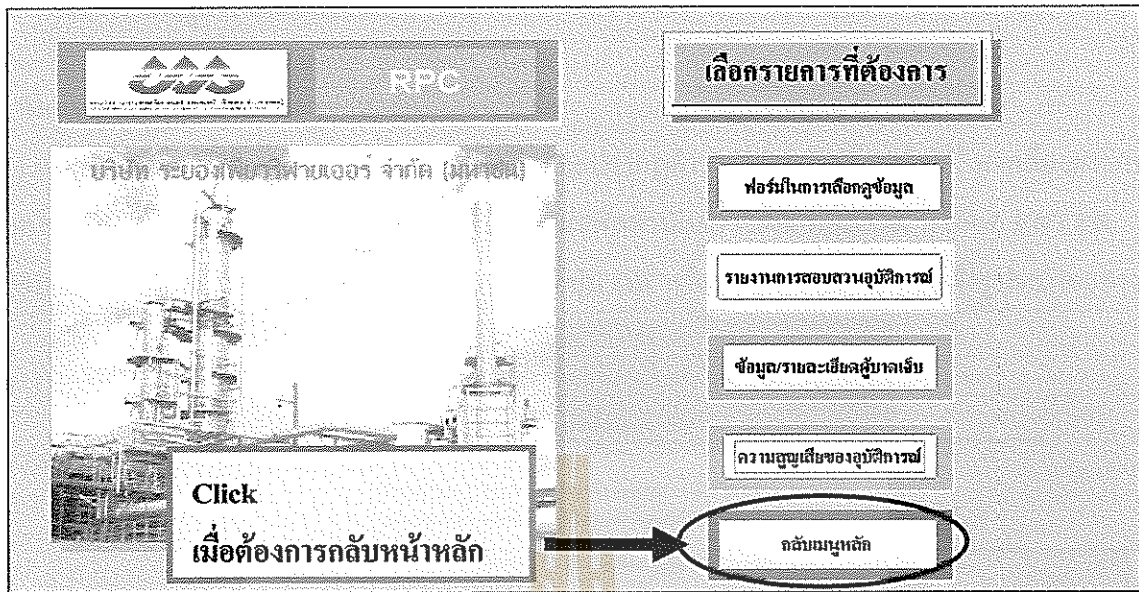 RPC
เลือกรายการที่ต้องการ
บริษัท ระยองเพียวริฟายเออร์ จำกัด (มหาชน)
ฟอร์มในการเลือกดูข้อมูล
รายงานการสอบสวนอุบัติการณ์
ข้อมูล/รายละเอียดผู้บาดเจ็บ
ความสูญเสียของอุบัติการณ์
กลับเมนูหลัก
Click
เมื่อต้องการกลับหน้าหลัก